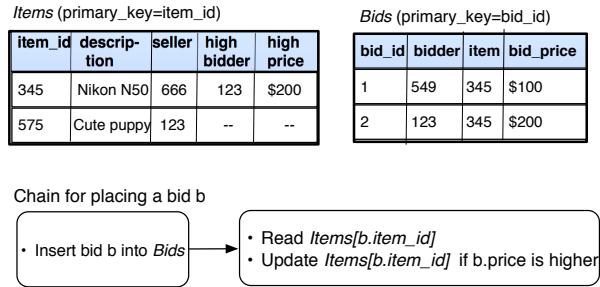 Items (primary_key=item_id)
item_id descrip-tion seller high bidder high price
345 Nikon N50 666 123 $200
575 Cute puppy 123 -- --
Bids (primary_key=bid_id)
bid_id bidder item bid_price
1 549 345 $100
2 123 345 $200
Chain for placing a bid b
• Insert bid b into Bids
• Read Items[b.item_id]
• Update Items[b.item_id] if b.price is higher